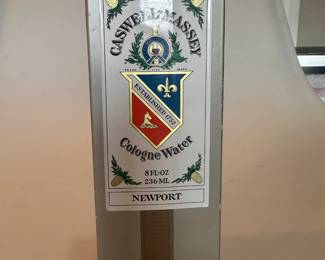 CASWELL-MASSEY
ESTABLISHED 1752
Cologne Water
8 FL·OZ
236 ML
NEWPORT